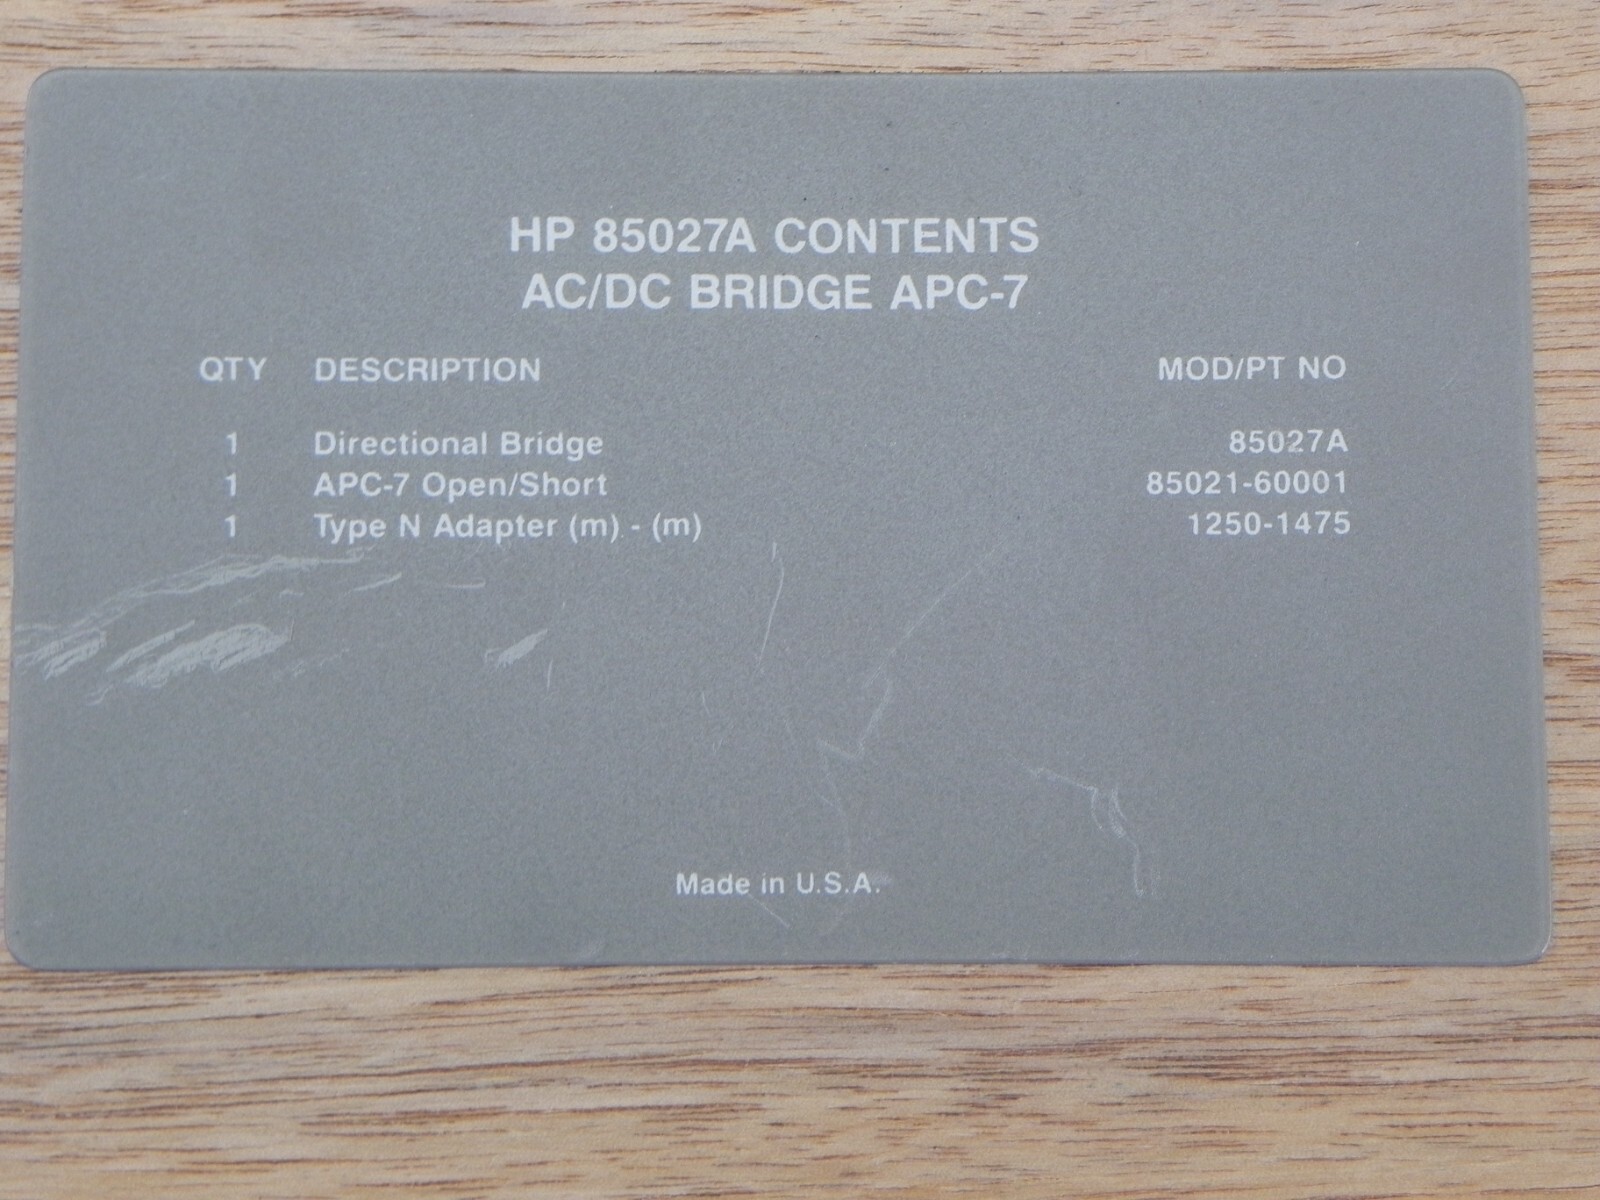 HP 85027A CONTENTS
AC/DC BRIDGE APC-7
QTY DESCRIPTION MOD/PT NO
1 Directional Bridge 85027A
1 APC-7 Open/Short 85021-60001
1 Type N Adapter (m) - (m) 1250-1475
Made in U.S.A.